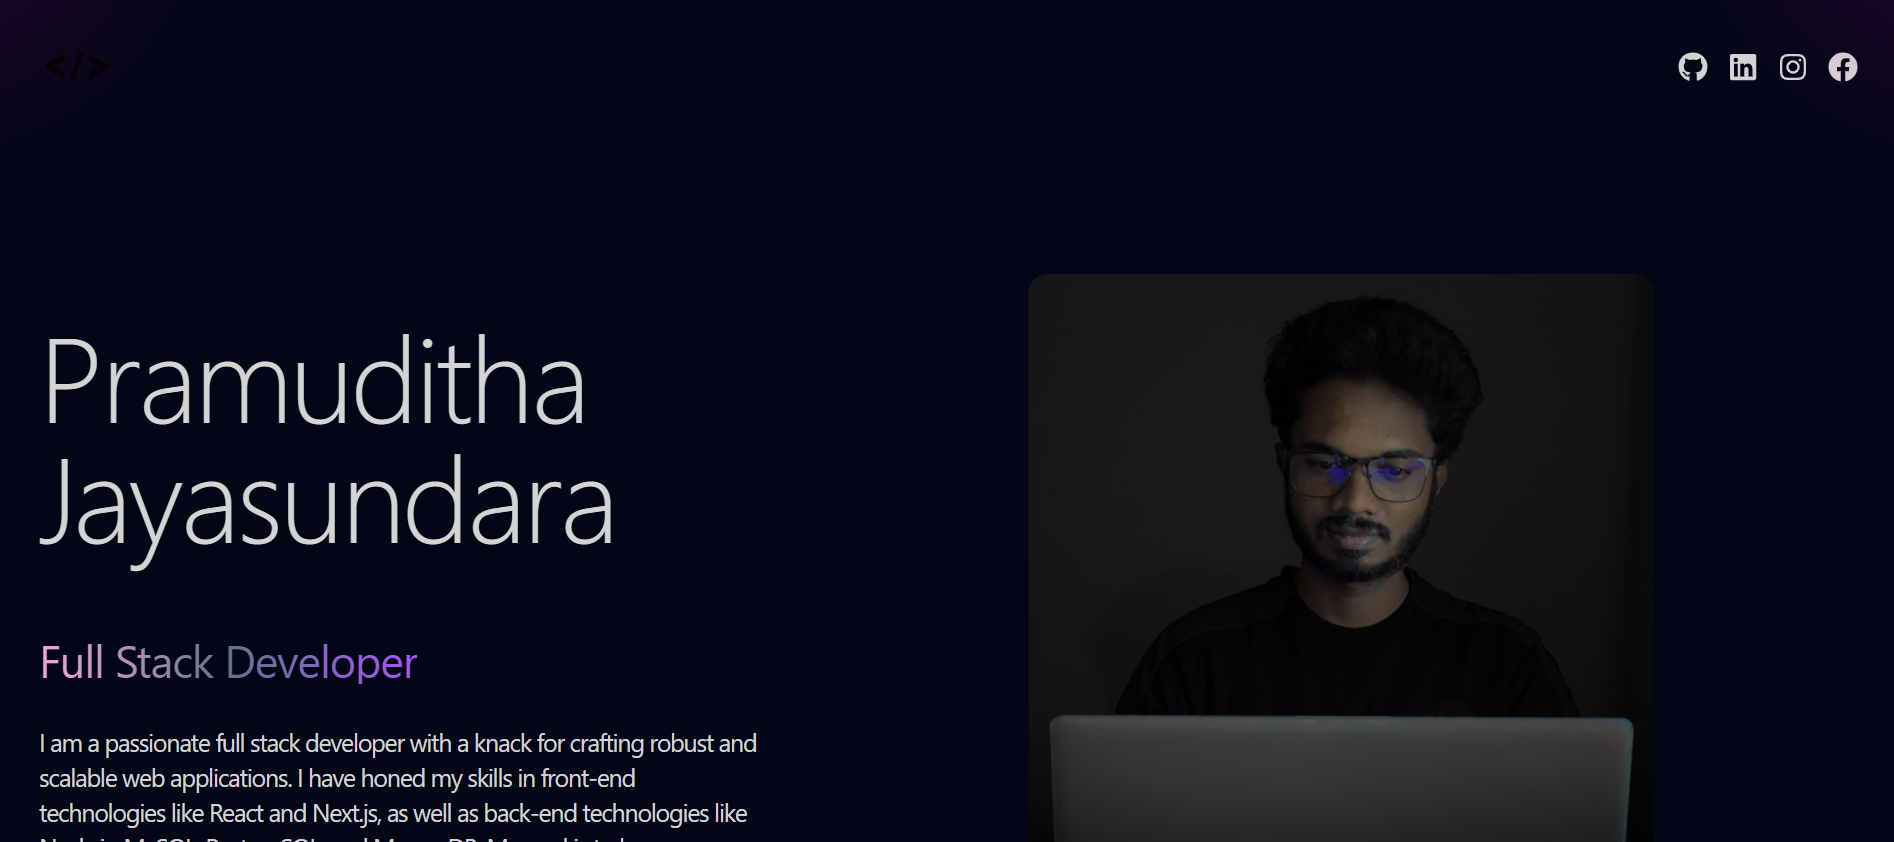 </>
Pramuditha
Jayasundara
Full Stack Developer
I am a passionate full stack developer with a knack for crafting robust and
scalable web applications. I have honed my skills in front-end
technologies like React and Next.js, as well as back-end technologies like